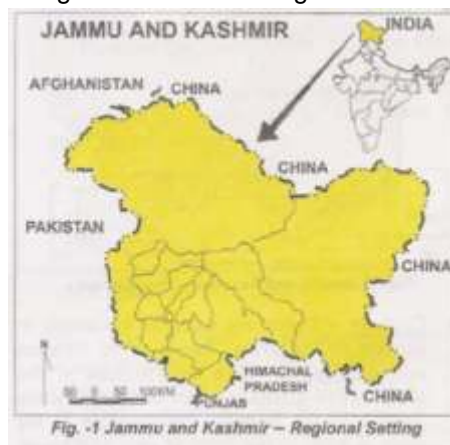 JAMMU AND KASHMIR
INDIA
AFGHANISTAN
CHINA
CHINA
PAKISTAN
CHINA
HIMACHAL
PRADESH
CHINA
N
50 0 50 100KM
PUNJAB
Fig. -1 Jammu and Kashmir – Regional Setting